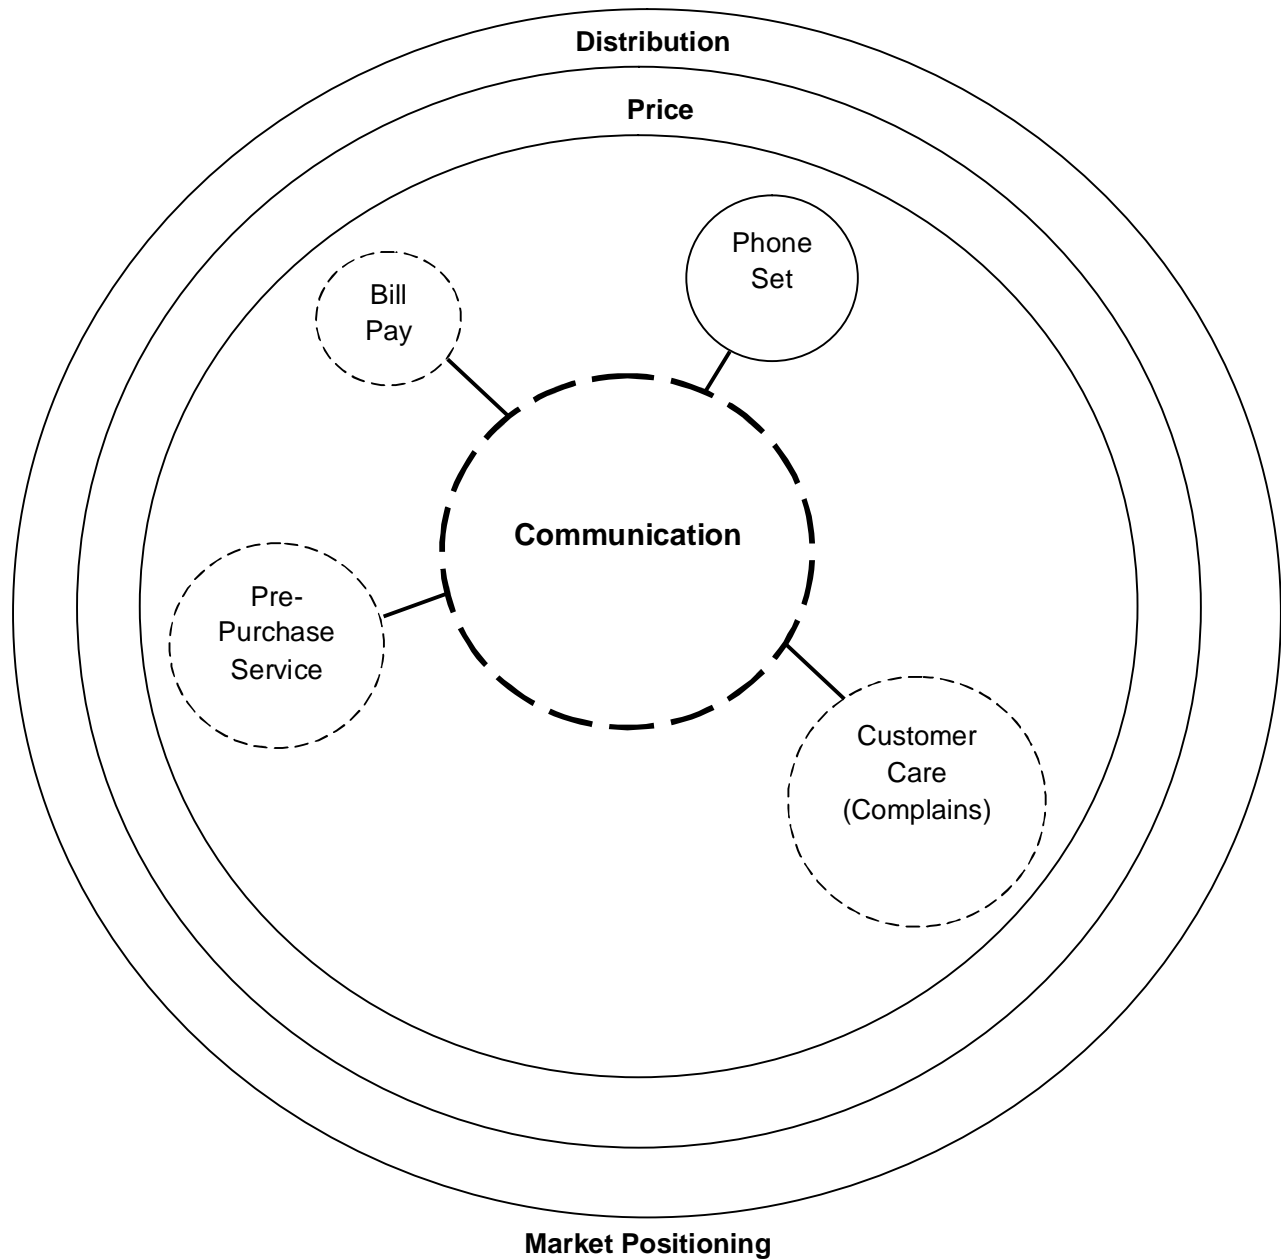 Distribution
Price
Phone
Set
Bill
Pay
Communication
Pre-
Purchase
Service
Customer
Care
(Complains)
Market Positioning